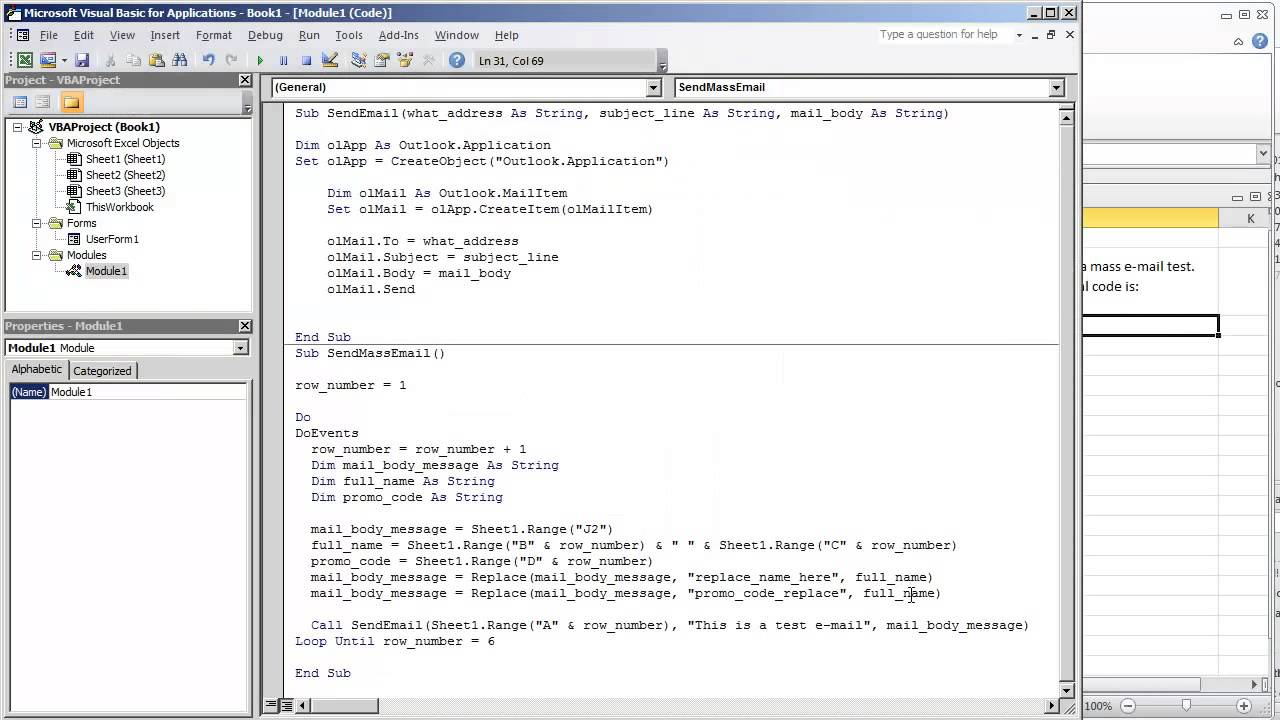 Microsoft Visual Basic for Applications - Book1 - [Module1 (Code)]
File Edit View Insert Format Debug Run Tools Add-Ins Window Help
Type a question for help
Ln 31, Col 69
Project - VBAProject
VBAProject (Book1)
Microsoft Excel Objects
Sheet1 (Sheet1)
Sheet2 (Sheet2)
Sheet3 (Sheet3)
ThisWorkbook
Forms
UserForm1
Modules
Module1
Properties - Module1
Module1 Module
Alphabetic Categorized
(Name) Module1
(General) SendMassEmail
Sub SendEmail(what_address As String, subject_line As String, mail_body As String)
Dim olApp As Outlook.Application
Set olApp = CreateObject("Outlook.Application")
Dim olMail As Outlook.MailItem
Set olMail = olApp.CreateItem(olMailItem)
olMail.To = what_address
olMail.Subject = subject_line
olMail.Body = mail_body
olMail.Send
End Sub
Sub SendMassEmail()
row_number = 1
Do
DoEvents
row_number = row_number + 1
Dim mail_body_message As String
Dim full_name As String
Dim promo_code As String
mail_body_message = Sheet1.Range("J2")
full_name = Sheet1.Range("B" & row_number) & " " & Sheet1.Range("C" & row_number)
promo_code = Sheet1.Range("D" & row_number)
mail_body_message = Replace(mail_body_message, "replace_name_here", full_name)
mail_body_message = Replace(mail_body_message, "promo_code_replace", full_name)
Call SendEmail(Sheet1.Range("A" & row_number), "This is a test e-mail", mail_body_message)
Loop Until row_number = 6
End Sub
K
a mass e-mail test.
al code is:
100%